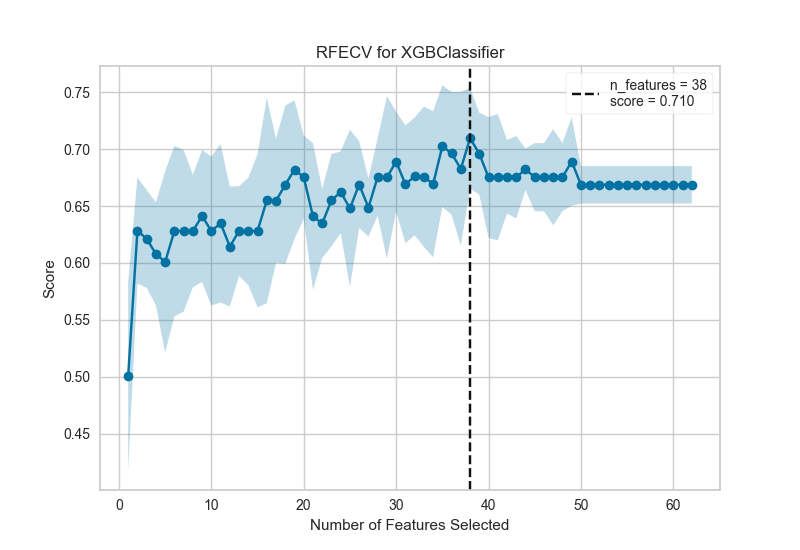 RFECV for XGBClassifier
n_features = 38
score = 0.710
0.75
0.70
0.65
0.60
0.55
0.50
0.45
Score
0 10 20 30 40 50 60
Number of Features Selected